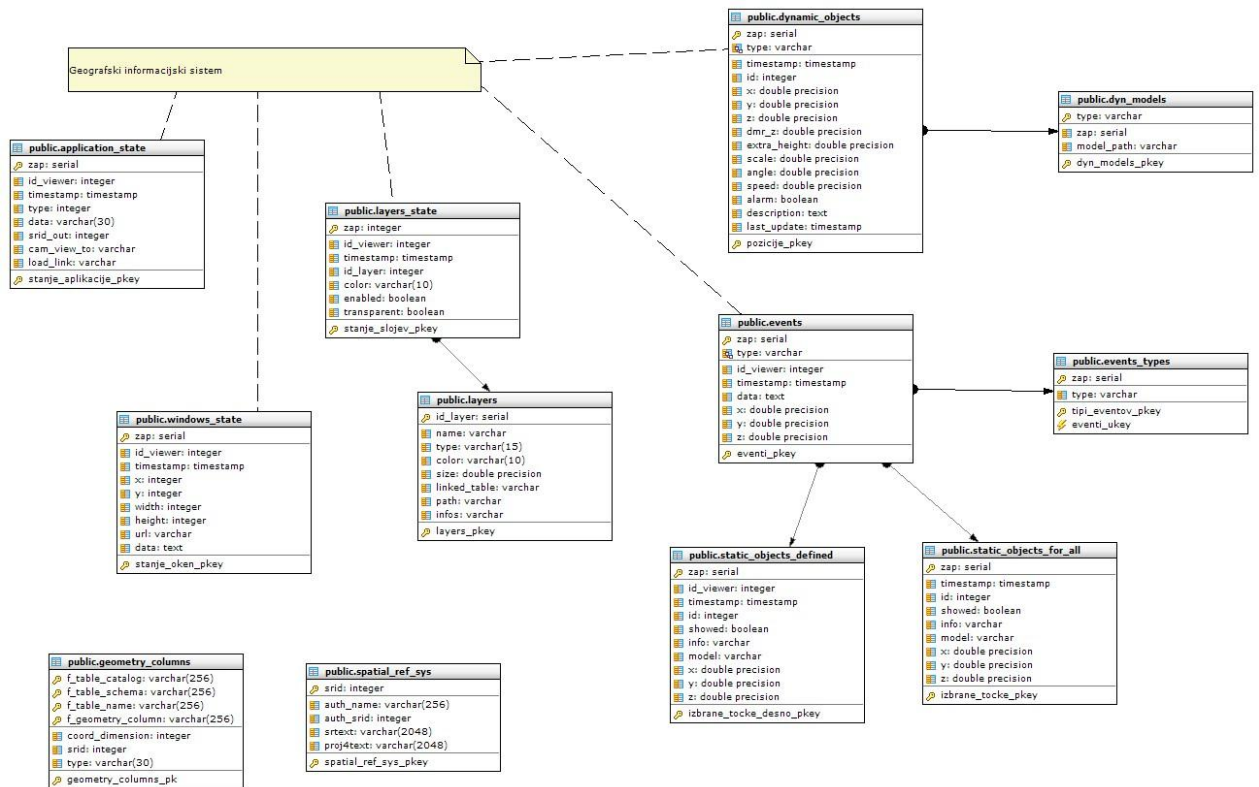 Geografski informacijski sistem
public.dynamic_objects
zap: serial
type: varchar
timestamp: timestamp
id: integer
x: double precision
y: double precision
z: double precision
dmr_z: double precision
extra_height: double precision
scale: double precision
angle: double precision
speed: double precision
alarm: boolean
description: text
last_update: timestamp
pozicije_pkey
public.dyn_models
type: varchar
zap: serial
model_path: varchar
dyn_models_pkey
public.application_state
zap: serial
id_viewer: integer
timestamp: timestamp
type: integer
data: varchar(30)
srid_out: integer
cam_view_to: varchar
load_link: varchar
stanje_aplikacije_pkey
public.layers_state
zap: integer
id_viewer: integer
timestamp: timestamp
id_layer: integer
color: varchar(10)
enabled: boolean
transparent: boolean
stanje_slojev_pkey
public.events
zap: serial
type: varchar
id_viewer: integer
timestamp: timestamp
data: text
x: double precision
y: double precision
z: double precision
eventi_pkey
public.events_types
zap: serial
type: varchar
tipi_eventov_pkey
eventi_ukey
public.layers
id_layer: serial
name: varchar
type: varchar(15)
color: varchar(10)
size: double precision
linked_table: varchar
path: varchar
infos: varchar
layers_pkey
public.windows_state
zap: serial
id_viewer: integer
timestamp: timestamp
x: integer
y: integer
width: integer
height: integer
url: varchar
data: text
stanje_oken_pkey
public.static_objects_defined
zap: serial
id_viewer: integer
timestamp: timestamp
id: integer
showed: boolean
info: varchar
model: varchar
x: double precision
y: double precision
z: double precision
izbrane_tocke_desno_pkey
public.static_objects_for_all
zap: serial
timestamp: timestamp
id: integer
showed: boolean
info: varchar
model: varchar
x: double precision
y: double precision
z: double precision
izbrane_tocke_pkey
public.geometry_columns
f_table_catalog: varchar(256)
f_table_schema: varchar(256)
f_table_name: varchar(256)
f_geometry_column: varchar(256)
coord_dimension: integer
srid: integer
type: varchar(30)
geometry_columns_pk
public.spatial_ref_sys
srid: integer
auth_name: varchar(256)
auth_srid: integer
srtext: varchar(2048)
proj4text: varchar(2048)
spatial_ref_sys_pkey